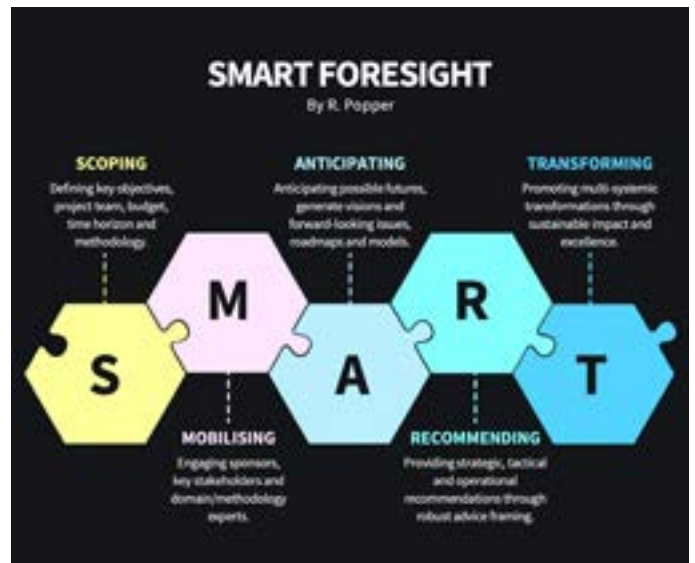 SMART FORESIGHT
By R. Popper
SCOPING
Defining key objectives,
project team, budget,
time horizon and
methodology.
M
MOBILISING
Engaging sponsors,
key stakeholders and
domain/methodology
experts.
ANTICIPATING
Anticipating possible futures,
generate visions and
forward-looking issues,
roadmaps and models.
R
RECOMMENDING
Providing strategic, tactical
and operational
recommendations through
robust advice framing.
TRANSFORMING
Promoting multi-systemic
transformations through
sustainable impact and
excellence.
S
A
T